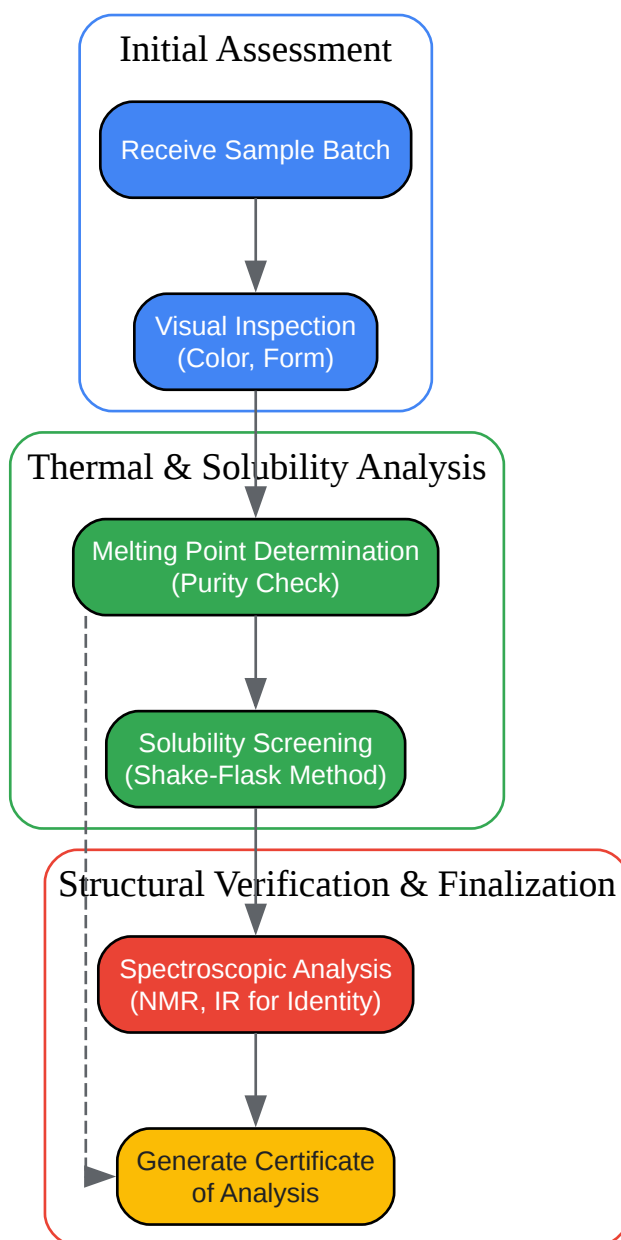 Initial Assessment
Receive Sample Batch
Visual Inspection
(Color, Form)
Thermal & Solubility Analysis
Melting Point Determination
(Purity Check)
Solubility Screening
(Shake-Flask Method)
Structural Verification & Finalization
Spectroscopic Analysis
(NMR, IR for Identity)
Generate Certificate
of Analysis